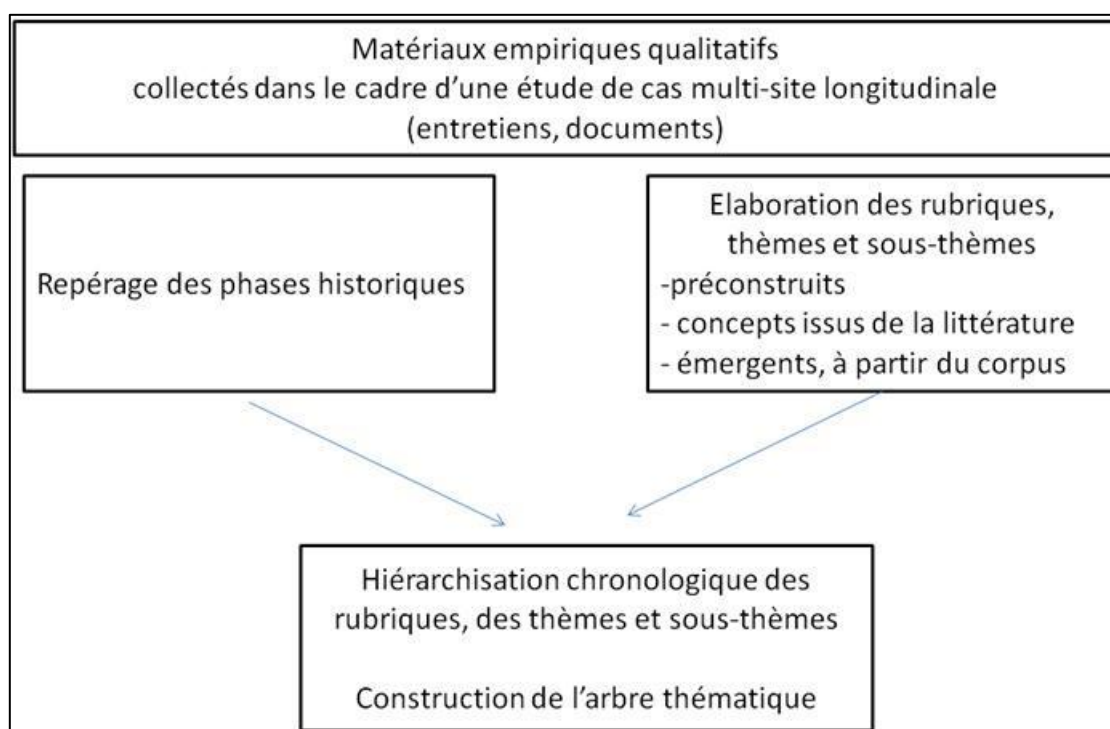 Matériaux empiriques qualitatifs
collectés dans le cadre d'une étude de cas multi-site longitudinale
(entretiens, documents)
Repérage des phases historiques
Elaboration des rubriques,
thèmes et sous-thèmes
-préconstruits
- concepts issus de la littérature
- émergents, à partir du corpus
Hiérarchisation chronologique des
rubriques, des thèmes et sous-thèmes
Construction de l'arbre thématique